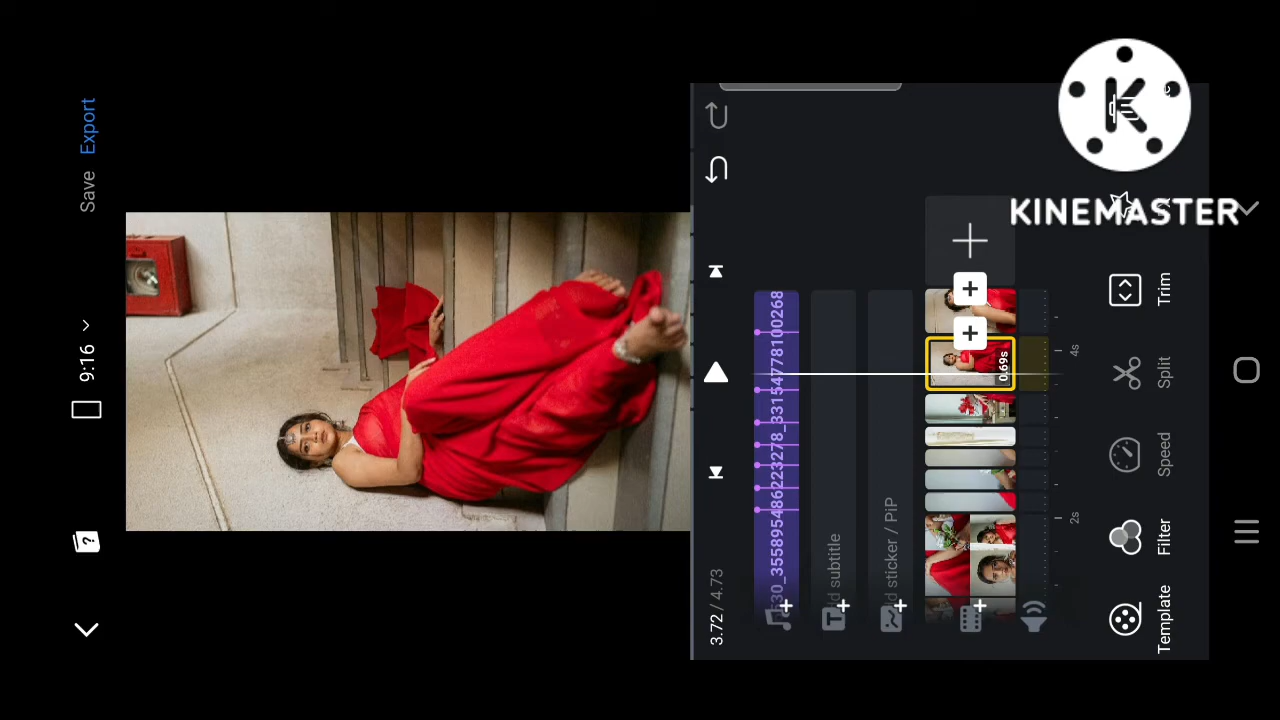 9:16
Save
Export
3.72 / 4.73
30_355895486223278_3315477810026­8
d subtitle
d sticker / PiP
0.69s
2s
4s
Template
Filter
Speed
Split
Trim
K
KINEMASTER